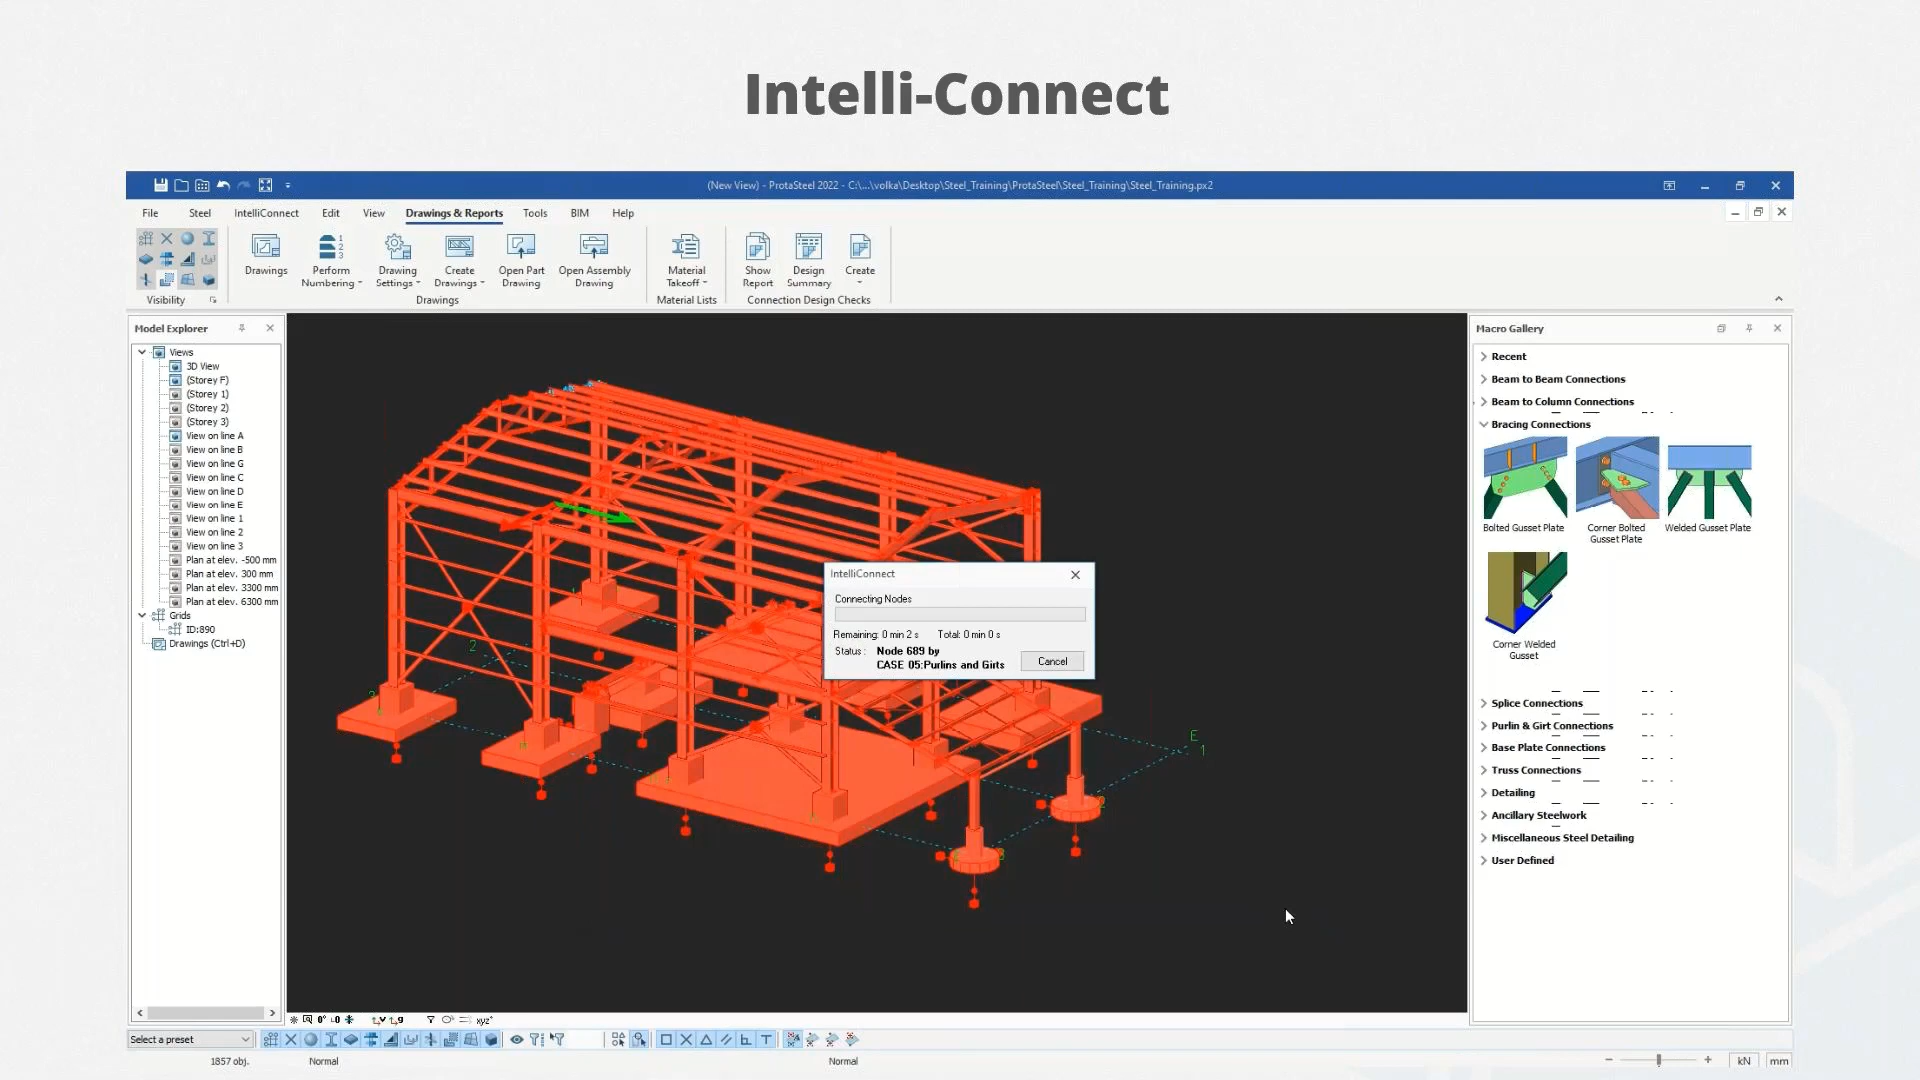 Intelli-Connect
(New View) - ProtaSteel 2022 - C:\...\volka\Desktop\Steel_Training\ProtaSteel\Steel_Training\Steel_Training.px2
File Steel IntelliConnect Edit View Drawings & Reports Tools BIM Help
Drawings
Perform Numbering
Drawing Settings
Create Drawings
Open Part Drawing
Open Assembly Drawing
Material Takeoff
Show Report
Design Summary
Create
Visibility Drawings Material Lists Connection Design Checks
Model Explorer
Views
3D View
(Storey F)
(Storey 1)
(Storey 2)
(Storey 3)
View on line A
View on line B
View on line G
View on line C
View on line D
View on line E
View on line 1
View on line 2
View on line 3
Plan at elev. -500 mm
Plan at elev. 300 mm
Plan at elev. 3300 mm
Plan at elev. 6300 mm
Grids
ID:890
Drawings (Ctrl+D)
2
3
E
1
IntelliConnect
Connecting Nodes
Remaining: 0 min 2 s Total: 0 min 0 s
Status : Node 689 by
CASE 05:Purlins and Girts
Cancel
Macro Gallery
Recent
Beam to Beam Connections
Beam to Column Connections
Bracing Connections
Bolted Gusset Plate
Corner Bolted Gusset Plate
Welded Gusset Plate
Corner Welded Gusset
Splice Connections
Purlin & Girt Connections
Base Plate Connections
Truss Connections
Detailing
Ancillary Steelwork
Miscellaneous Steel Detailing
User Defined
Select a preset
1857 obj. Normal Normal kN mm